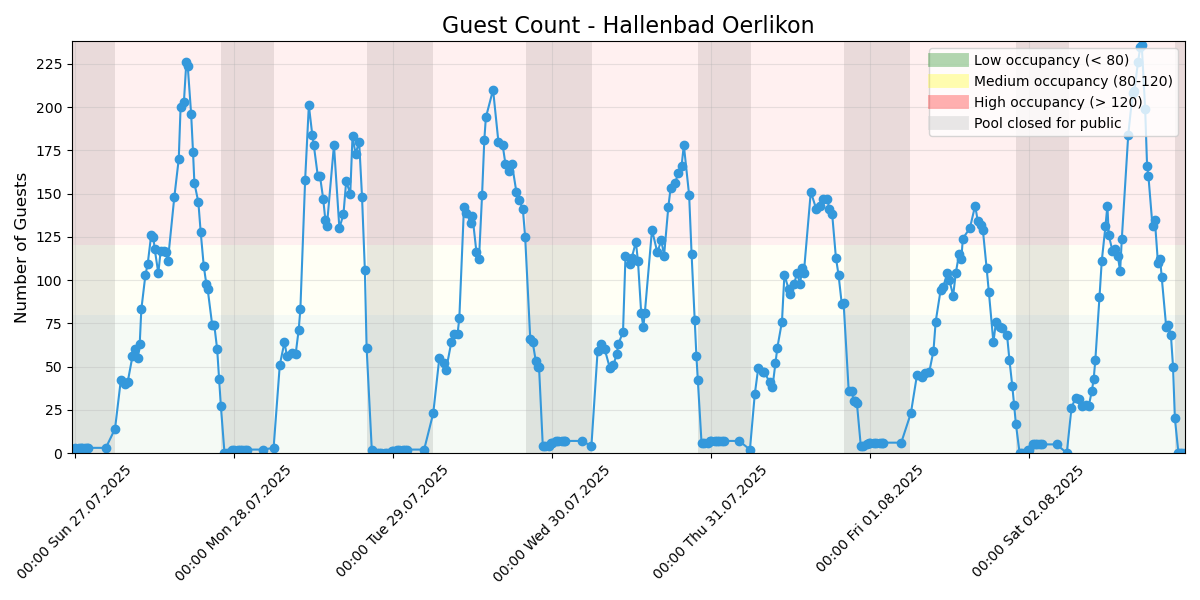 Guest Count - Hallenbad Oerlikon
Low occupancy (< 80)
Medium occupancy (80-120)
High occupancy (> 120)
Pool closed for public
Number of Guests
225
200
175
150
125
100
75
50
25
0
00:00 Sun 27.07.2025
00:00 Mon 28.07.2025
00:00 Tue 29.07.2025
00:00 Wed 30.07.2025
00:00 Thu 31.07.2025
00:00 Fri 01.08.2025
00:00 Sat 02.08.2025